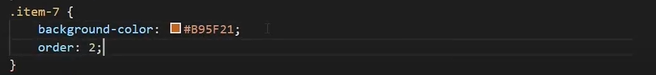 .item-7 {
background-color: #B95F21;
order: 2;
}